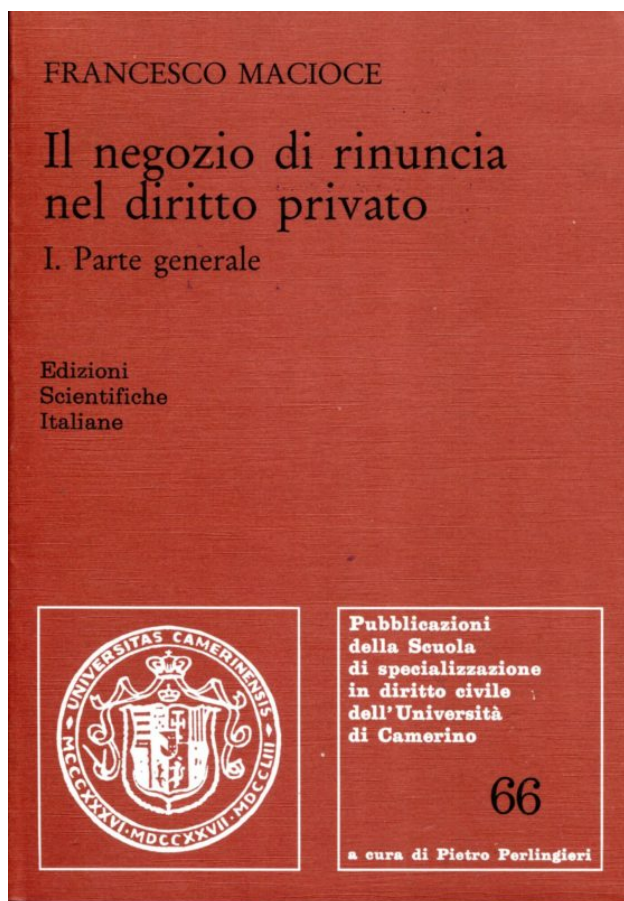 FRANCESCO MACIOCE
Il negozio di rinuncia
nel diritto privato
I. Parte generale
Edizioni
Scientifiche
Italiane
UNIVERSITAS CAMERINENSIS
MCCCXXXVI·MDCCXXVII·MDCCLIII
Pubblicazioni
della Scuola
di specializzazione
in diritto civile
dell'Università
di Camerino
66
a cura di Pietro Perlingieri